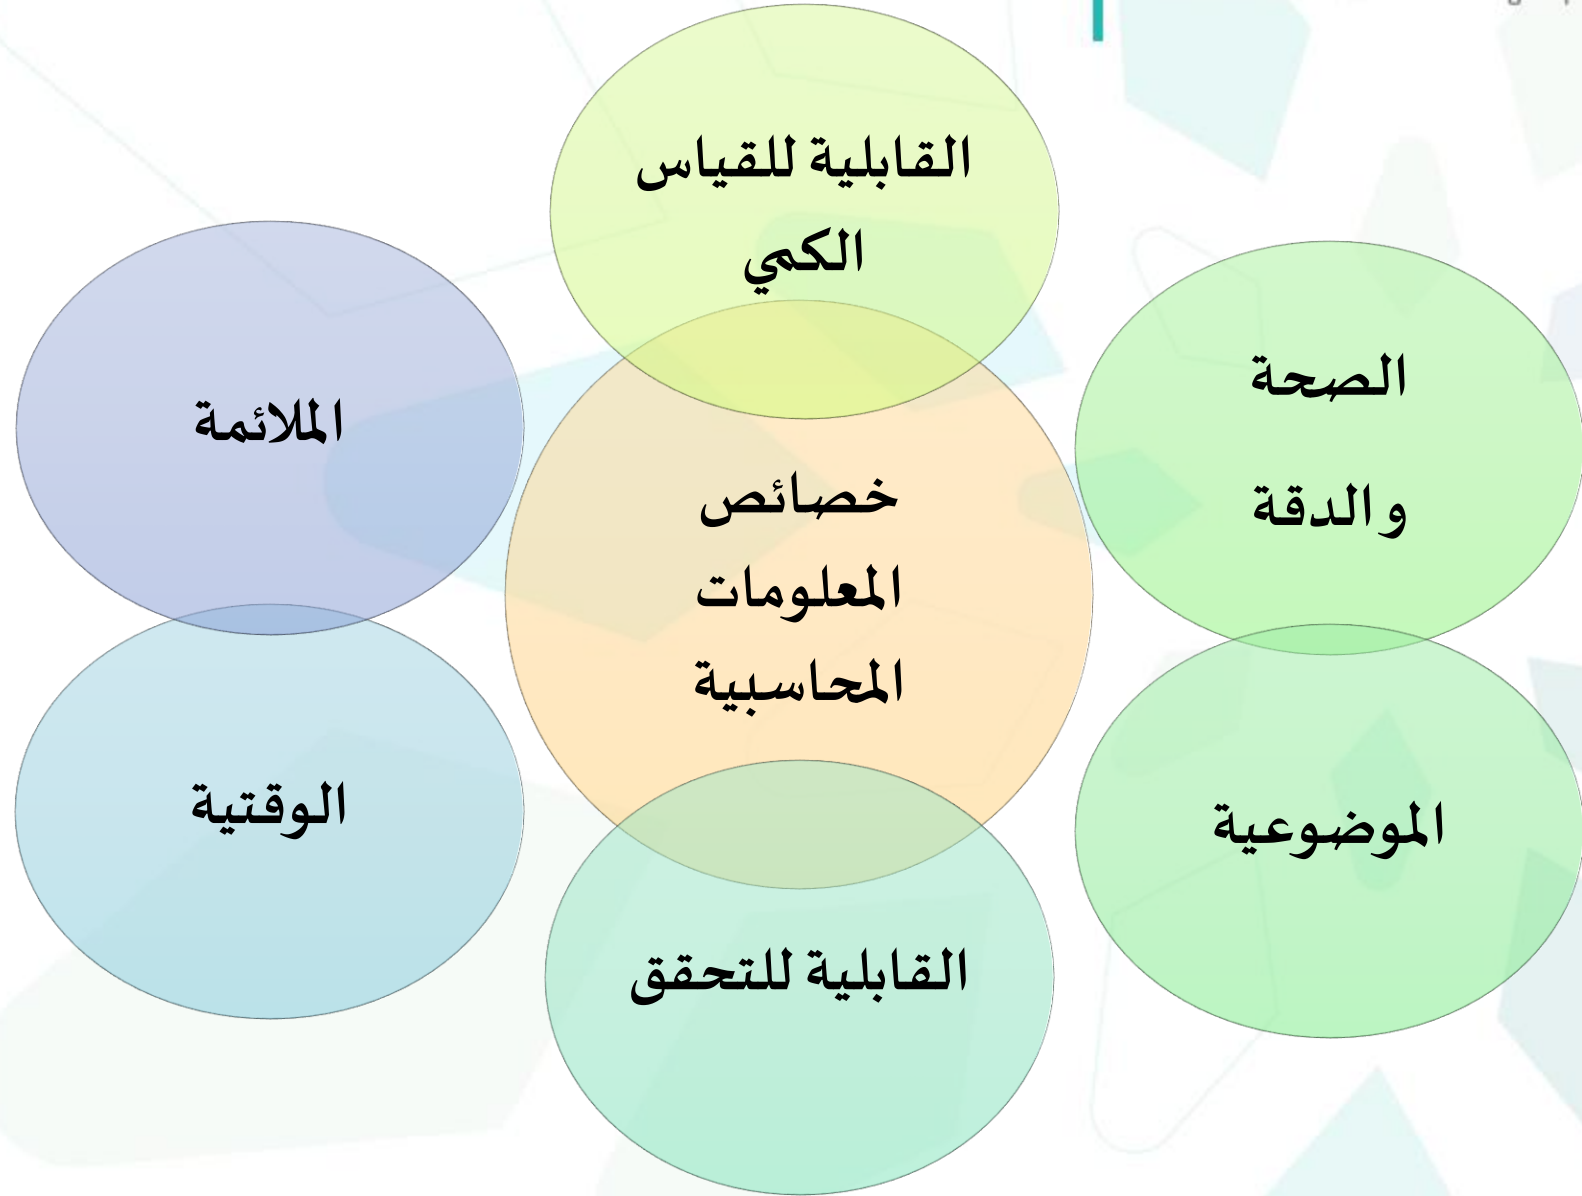 القابلية للقياس
الكمي
الصحة
والدقة
الملائمة
خصائص
المعلومات
المحاسبية
الموضوعية
الوقتية
القابلية للتحقق